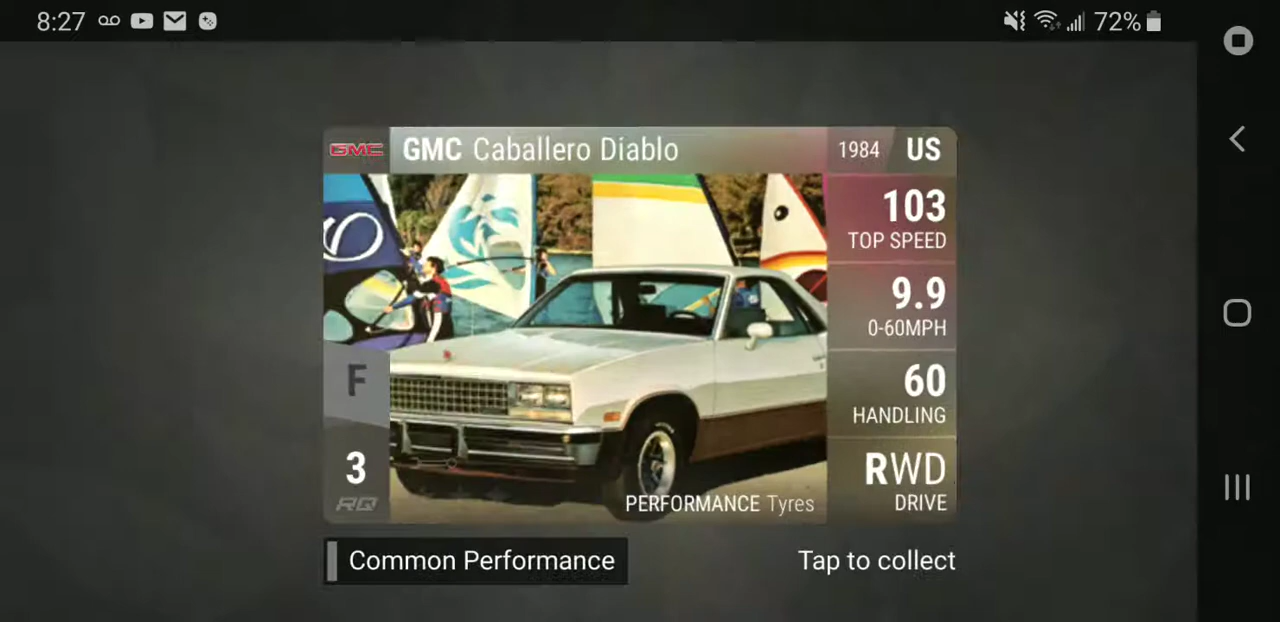 8:27
72%
GMC GMC Caballero Diablo 1984 US
103
TOP SPEED
9.9
0-60MPH
60
HANDLING
RWD
DRIVE
F
3
RQ
PERFORMANCE Tyres
Common Performance
Tap to collect